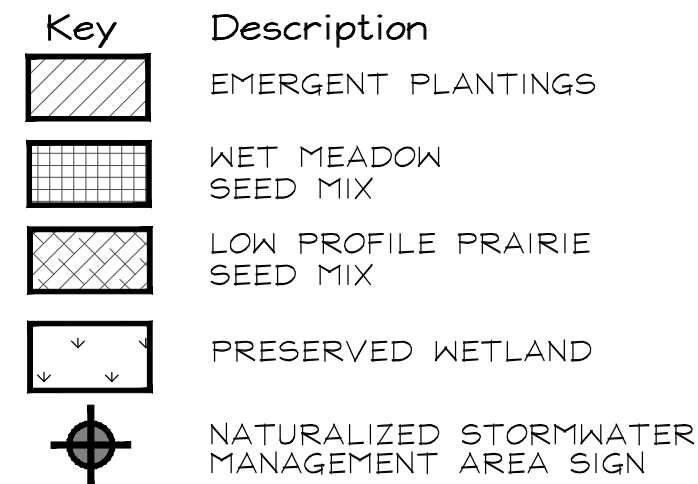 Key Description
EMERGENT PLANTINGS
WET MEADOW
SEED MIX
LOW PROFILE PRAIRIE
SEED MIX
PRESERVED WETLAND
NATURALIZED STORMWATER
MANAGEMENT AREA SIGN